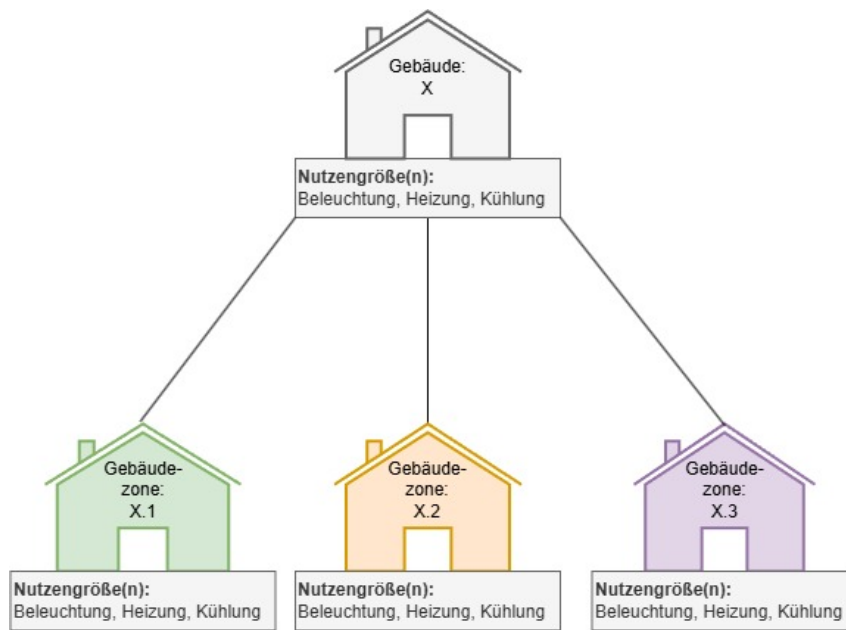 Gebäude:
X
Nutzengröße(n):
Beleuchtung, Heizung, Kühlung
Gebäude-
zone:
X.1
Nutzengröße(n):
Beleuchtung, Heizung, Kühlung
Gebäude-
zone:
X.2
Nutzengröße(n):
Beleuchtung, Heizung, Kühlung
Gebäude-
zone:
X.3
Nutzengröße(n):
Beleuchtung, Heizung, Kühlung